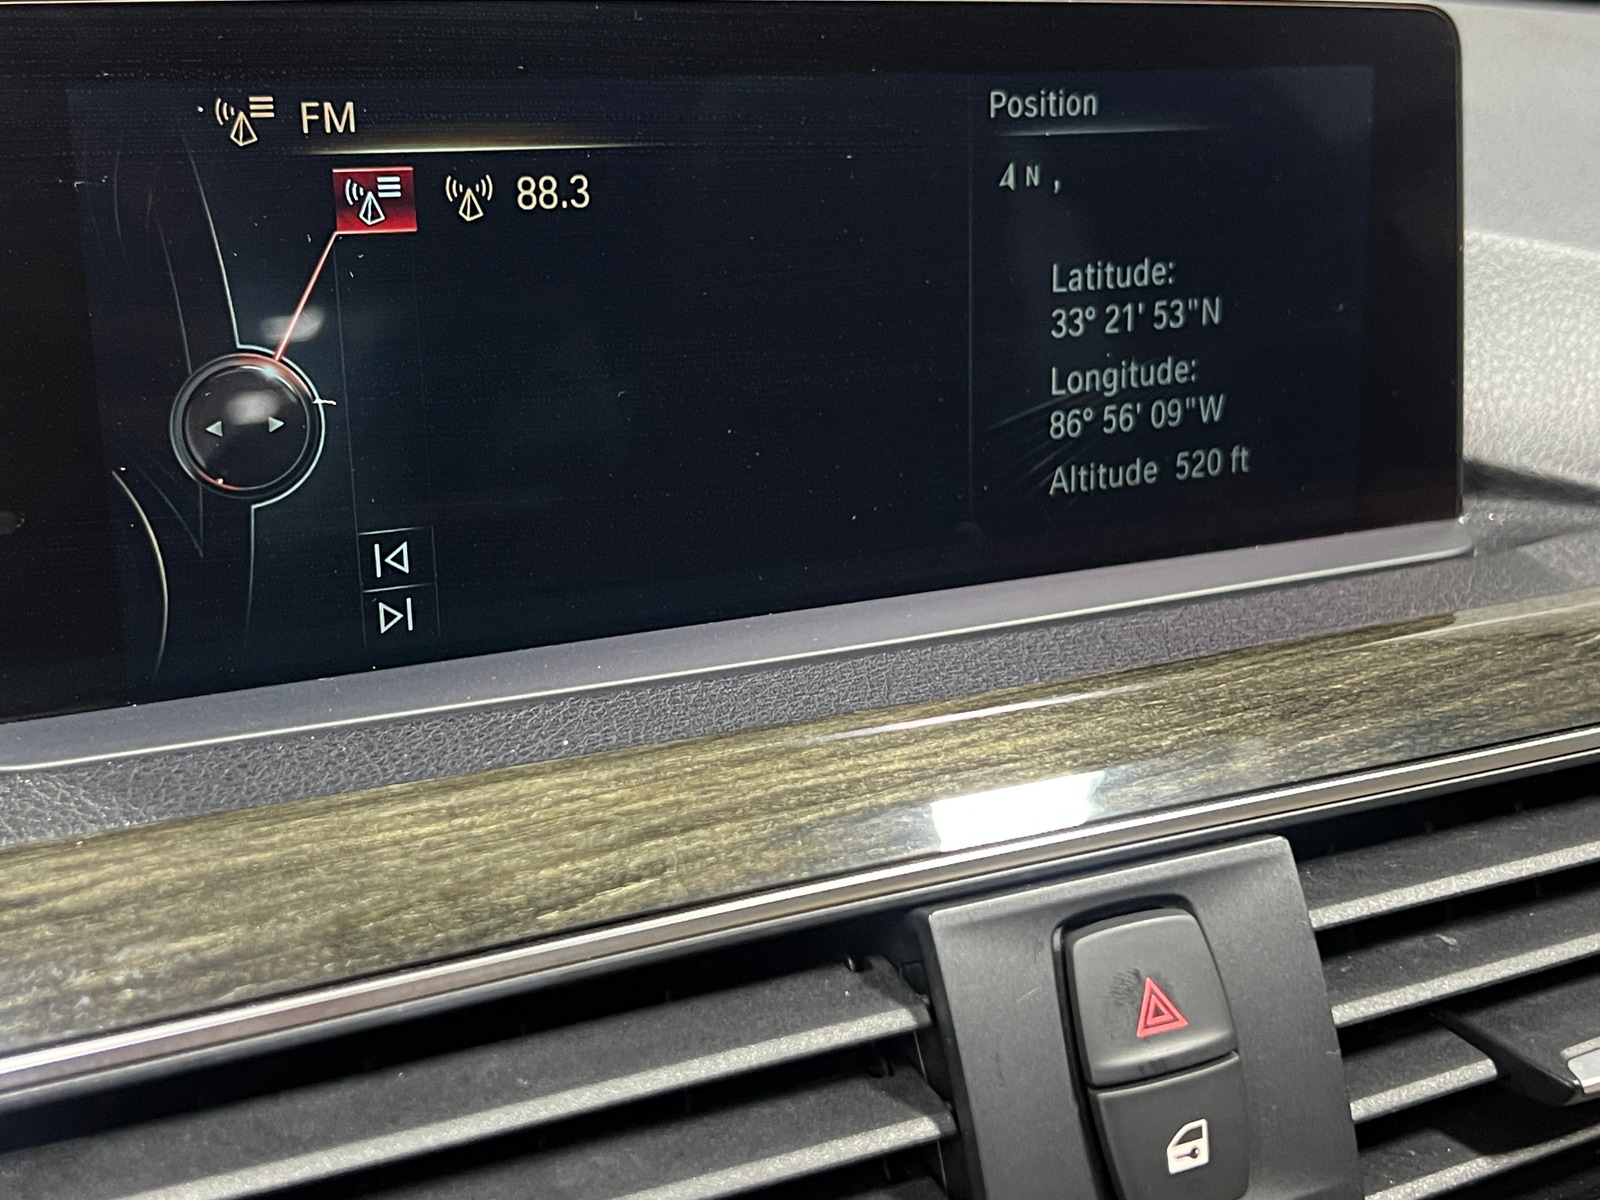 FM
88.3
Position
4 N ,
Latitude:
33° 21' 53"N
Longitude:
86° 56' 09"W
Altitude 520 ft